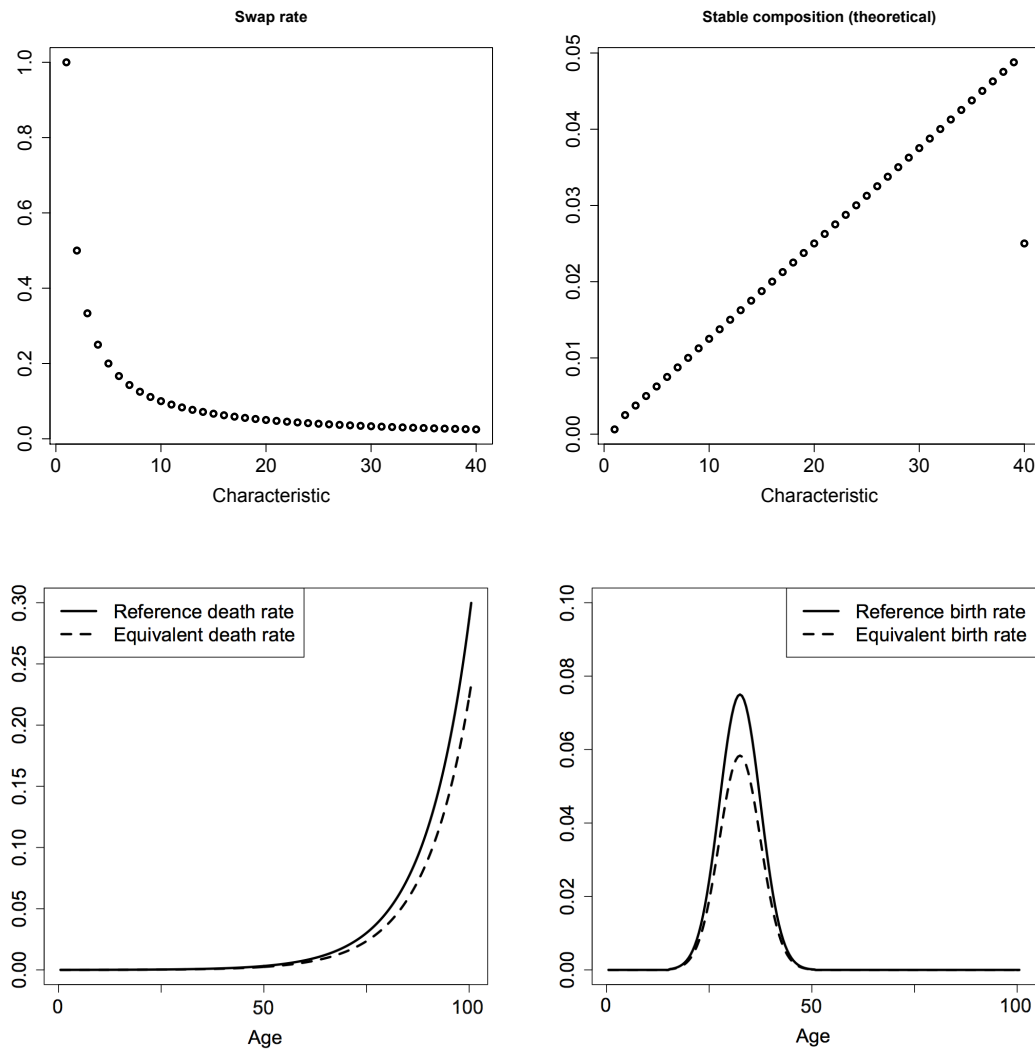 Swap rate
1.0
0.8
0.6
0.4
0.2
0.0
0 10 20 30 40
Characteristic
Stable composition (theoretical)
0.05
0.04
0.03
0.02
0.01
0.00
0 10 20 30 40
Characteristic
Reference death rate
Equivalent death rate
0.30
0.25
0.20
0.15
0.10
0.05
0.00
0 50 100
Age
Reference birth rate
Equivalent birth rate
0.10
0.08
0.06
0.04
0.02
0.00
0 50 100
Age